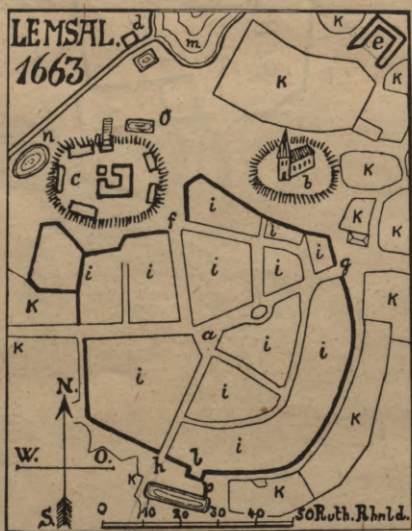 LEMSAL.
1663
d
m
e
K
K
K
n
o
c
b
K
K
K
f
i
l
i
g
i
i
i
i
K
K
K
a
i
i
i
i
i
K
N.
W. O.
S.
h l
p
K
K
0 10 20 30 40 50 Ruth. Rhnld.